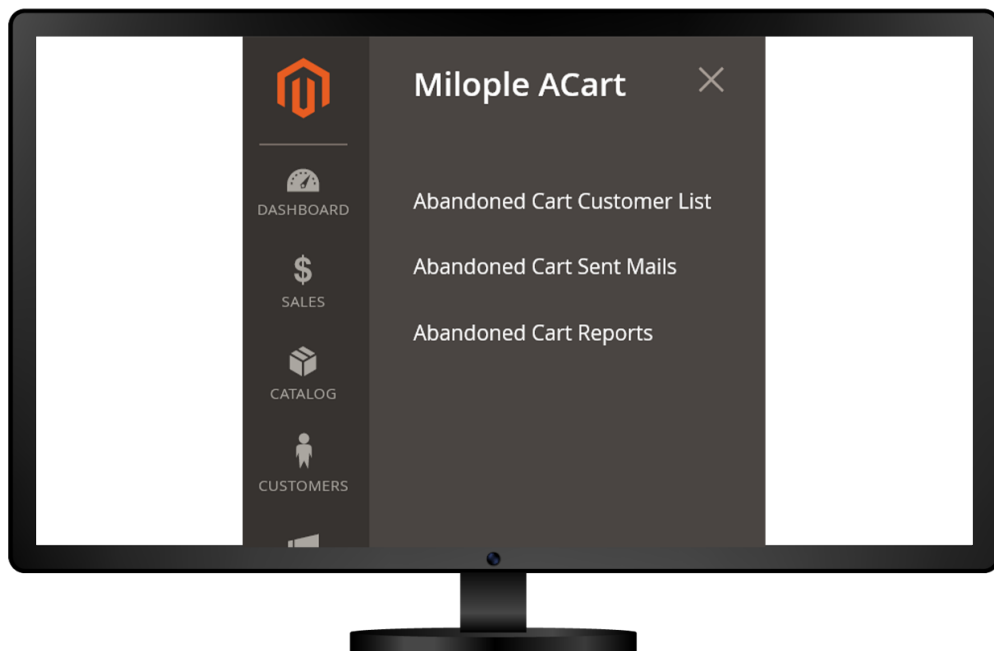 Milople ACart
DASHBOARD
SALES
CATALOG
CUSTOMERS
Abandoned Cart Customer List
Abandoned Cart Sent Mails
Abandoned Cart Reports